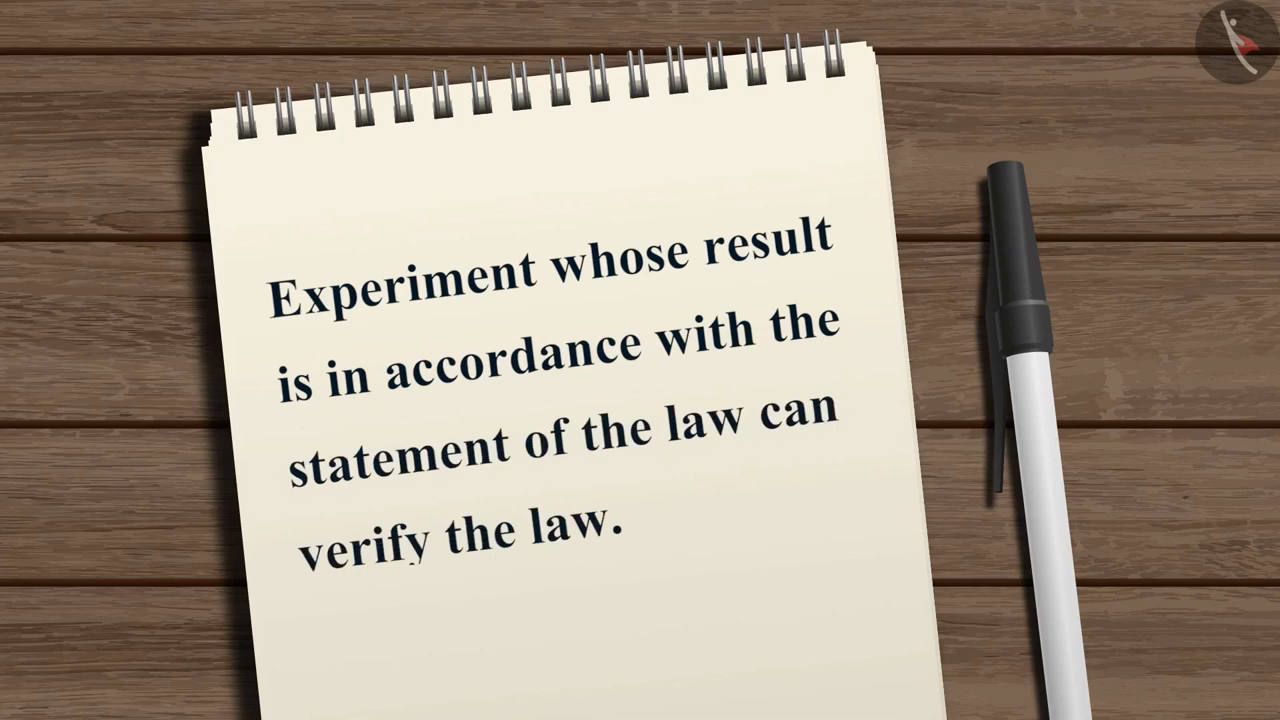 Experiment whose result
is in accordance with the
statement of the law can
verify the law.